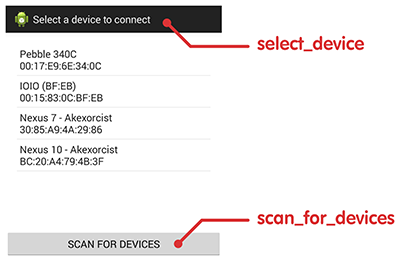 Select a device to connect
select_device
Pebble 340C
00:17:E9:6E:34:0C
IOIO (BF:EB)
00:15:83:0C:BF:EB
Nexus 7 - Akexorcist
30:85:A9:4A:29:86
Nexus 10 - Akexorcist
BC:20:A4:79:4B:3F
scan_for_devices
SCAN FOR DEVICES